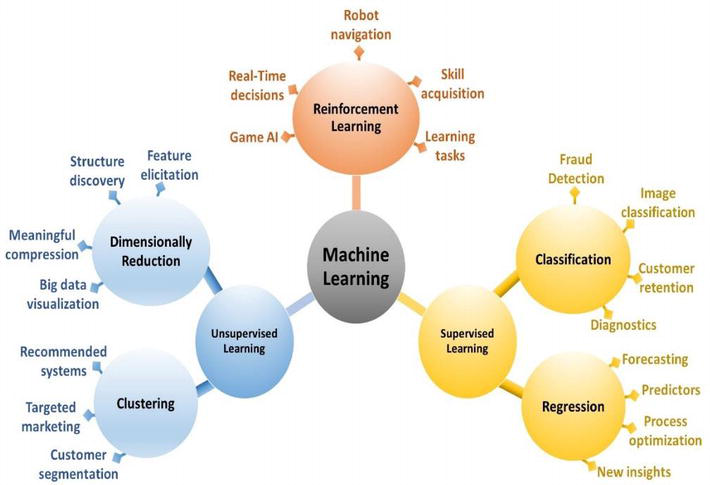 Robot
navigation
Real-Time
decisions
Skill
acquisition
Reinforcement
Learning
Game AI
Learning
tasks
Structure
discovery
Feature
elicitation
Meaningful
compression
Dimensionally
Reduction
Big data
visualization
Machine
Learning
Fraud
Detection
Image
classification
Classification
Customer
retention
Diagnostics
Unsupervised
Learning
Supervised
Learning
Recommended
systems
Clustering
Targeted
marketing
Customer
segmentation
Forecasting
Predictors
Regression
Process
optimization
New insights